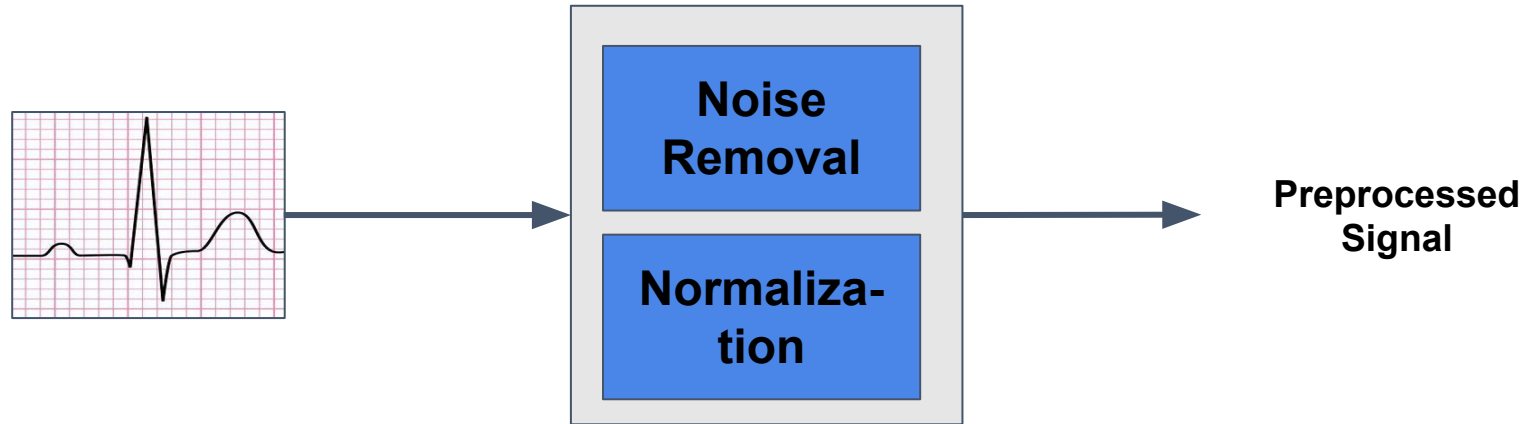 Noise
Removal
Normaliza-
tion
Preprocessed
Signal